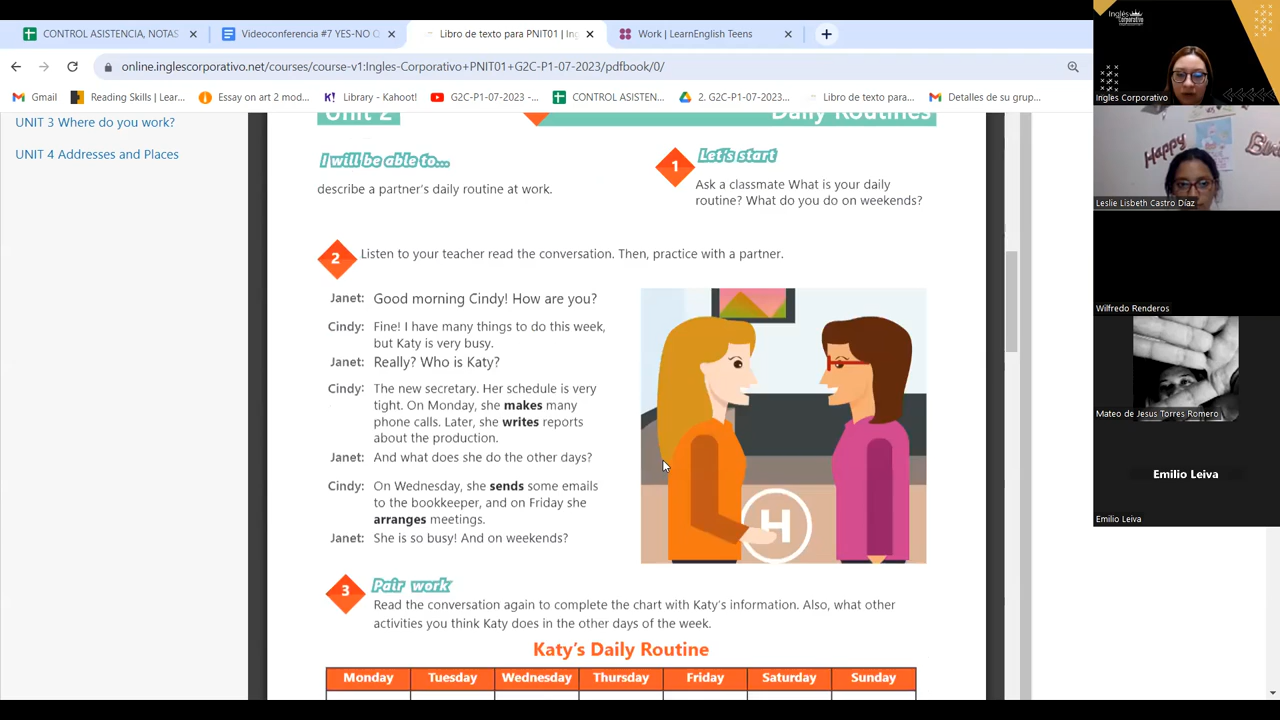 CONTROL ASISTENCIA, NOTAS
Videoconferencia #7 YES-NO Q
Libro de texto para PNIT01 | Ing
Work | LearnEnglish Teens
online.inglescorporativo.net/courses/course-v1:Ingles-Corporativo+PNIT01+G2C-P1-07-2023/pdfbook/0/
Gmail
Reading Skills | Lear...
Essay on art 2 mod...
Library - Kah
G2C-P1-07-2023 -...
CONTROL ASISTEN...
2. G2C-P1-07-2023...
Libro de texto para...
Detalles de su grup...
UNIT 3 Where do you work?
UNIT 4 Addresses and Places
Unit 2
Daily Routines
I will be able to...
describe a partner's daily routine at work.
1
Let's start
Ask a classmate What is your daily
routine? What do you do on weekends?
2
Listen to your teacher read the conversation. Then, practice with a partner.
Janet: Good morning Cindy! How are you?
Cindy: Fine! I have many things to do this week,
but Katy is very busy.
Janet: Really? Who is Katy?
Cindy: The new secretary. Her schedule is very
tight. On Monday, she makes many
phone calls. Later, she writes reports
about the production.
Janet: And what does she do the other days?
Cindy: On Wednesday, she sends some emails
to the bookkeeper, and on Friday she
arranges meetings.
Janet: She is so busy! And on weekends?
H
3
Pair work
Read the conversation again to complete the chart with Katy's information. Also, what other
activities you think Katy does in the other days of the week.
Katy's Daily Routine
Monday Tuesday Wednesday Thursday Friday Saturday Sunday
Inglés
Corporativo
Ingles Corporativo
Happy
Leslie Lisbeth Castro Díaz
Wilfredo Renderos
Mateo de Jesus Torres Romero
Emilio Leiva
Emilio Leiva